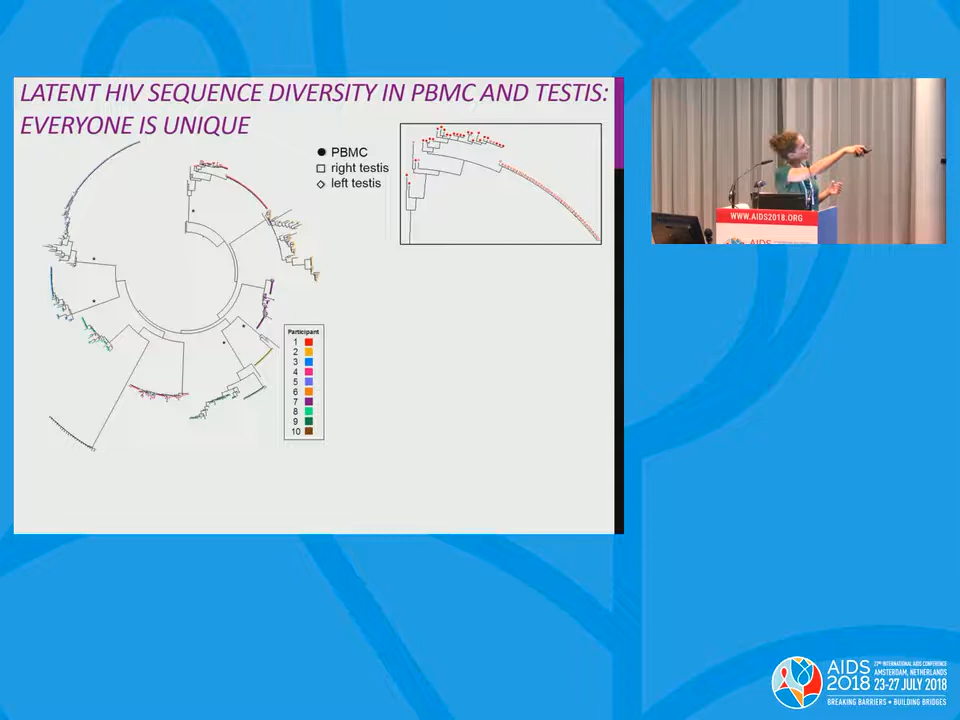 LATENT HIV SEQUENCE DIVERSITY IN PBMC AND TESTIS:
EVERYONE IS UNIQUE
PBMC
right testis
left testis
Participant
1
2
3
4
5
6
7
8
9
10
WWW.AIDS2018.ORG
AIDS
AIDS
2018
21ST INTERNATIONAL AIDS CONFERENCE
AMSTERDAM, NETHERLANDS
23-27 JULY 2018
BREAKING BARRIERS • BUILDING BRIDGES